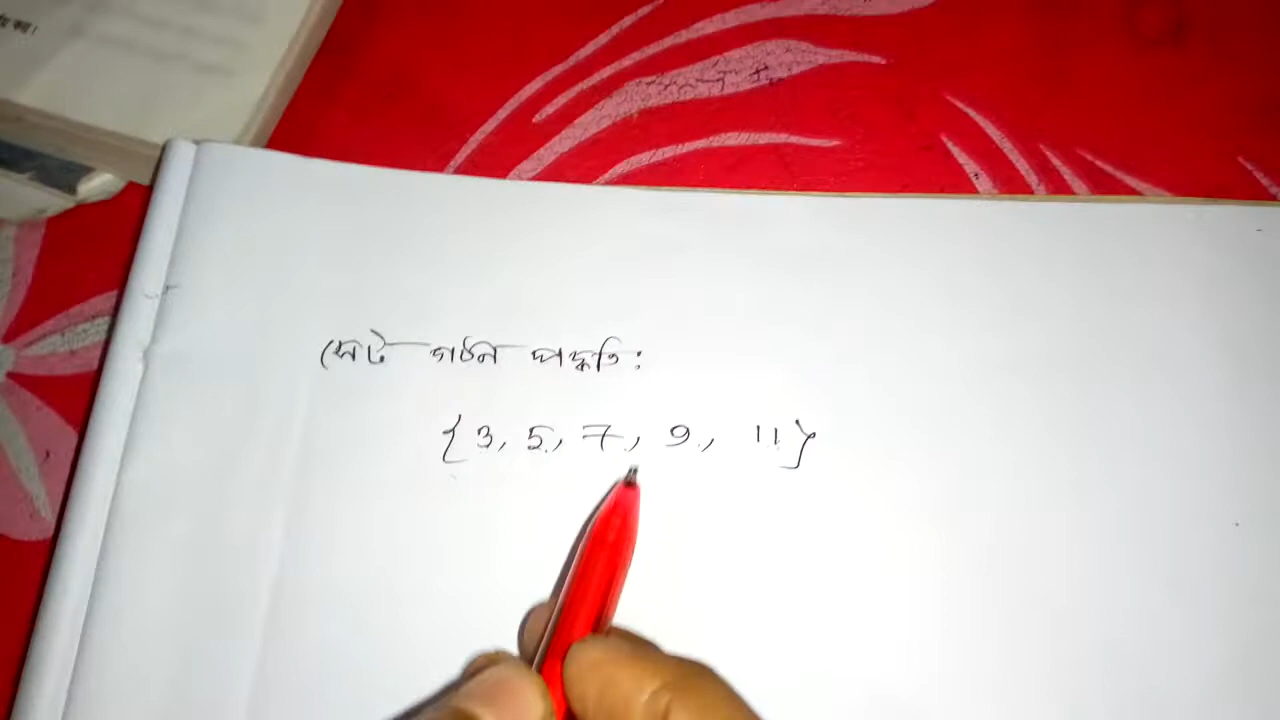 সেট গঠন পদ্ধতি:
{3, 5, 7, 9, 11}